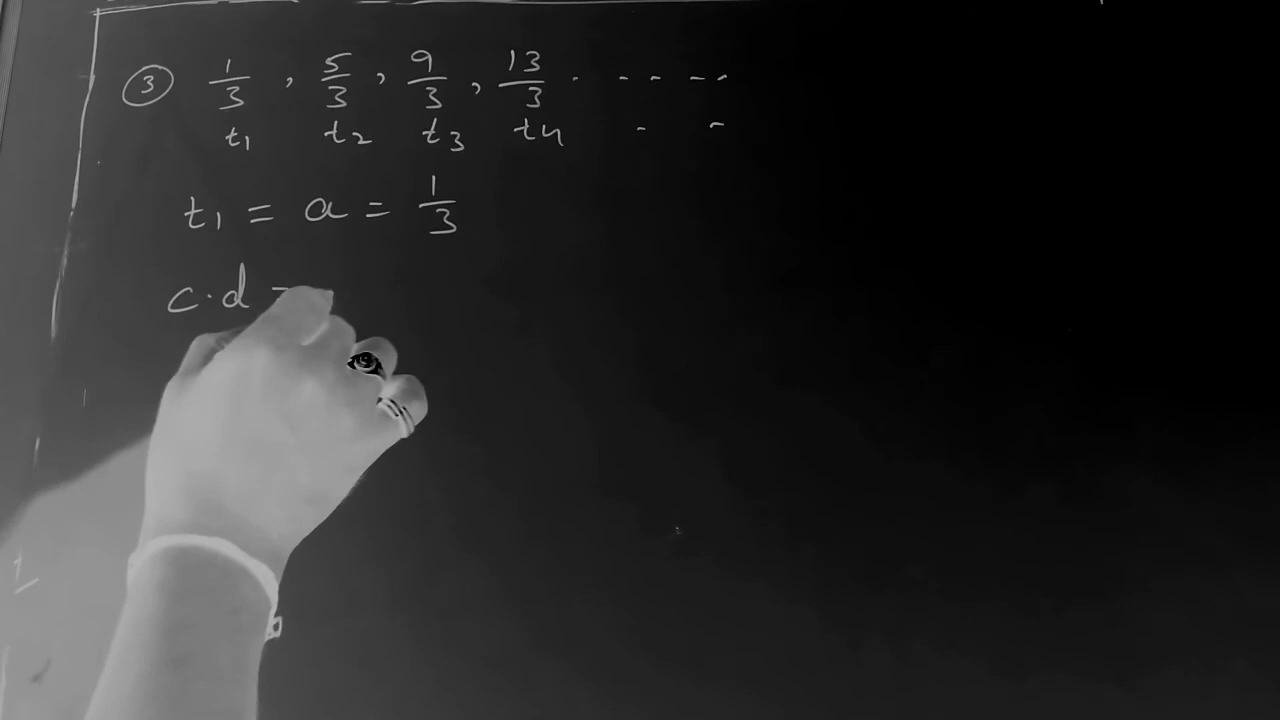 ③ 1/3 , 5/3 , 9/3 , 13/3 . - - - -
t1 t2 t3 t4 - -
t1 = a = 1/3
c.d =